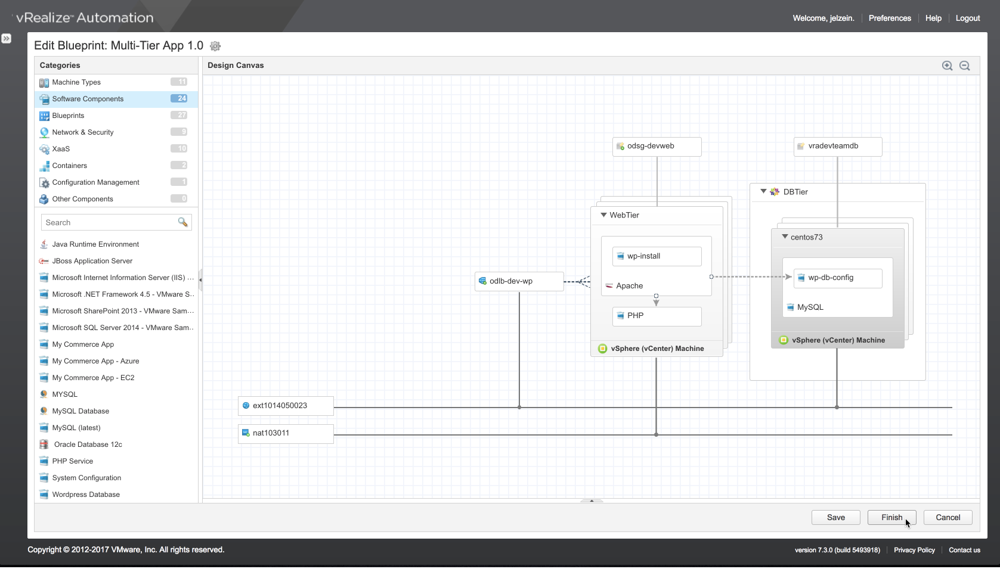 vRealize™ Automation
Welcome, jelzein.
Preferences
Help
Logout
Edit Blueprint: Multi-Tier App 1.0
Categories
Machine Types 11
Software Components 24
Blueprints 27
Network & Security 9
XaaS 10
Containers 2
Configuration Management 1
Other Components 0
Search
Java Runtime Environment
JBoss Application Server
Microsoft Internet Information Server (IIS) ...
Microsoft .NET Framework 4.5 - VMware S..
Microsoft SharePoint 2013 - VMware Sam...
Microsoft SQL Server 2014 - VMware Sam..
My Commerce App
My Commerce App - Azure
My Commerce App - EC2
MYSQL
MySQL Database
MySQL (latest)
Oracle Database 12c
PHP Service
System Configuration
Wordpress Database
Design Canvas
odsg-devweb
vradevteamdb
DBTier
WebTier
centos73
wp-install
wp-db-config
odlb-dev-wp
Apache
MySQL
PHP
vSphere (vCenter) Machine
vSphere (vCenter) Machine
ext1014050023
nat103011
Save
Finish
Cancel
Copyright © 2012-2017 VMware, Inc. All rights reserved.
version 7.3.0 (build 5493918)
Privacy Policy
Contact us